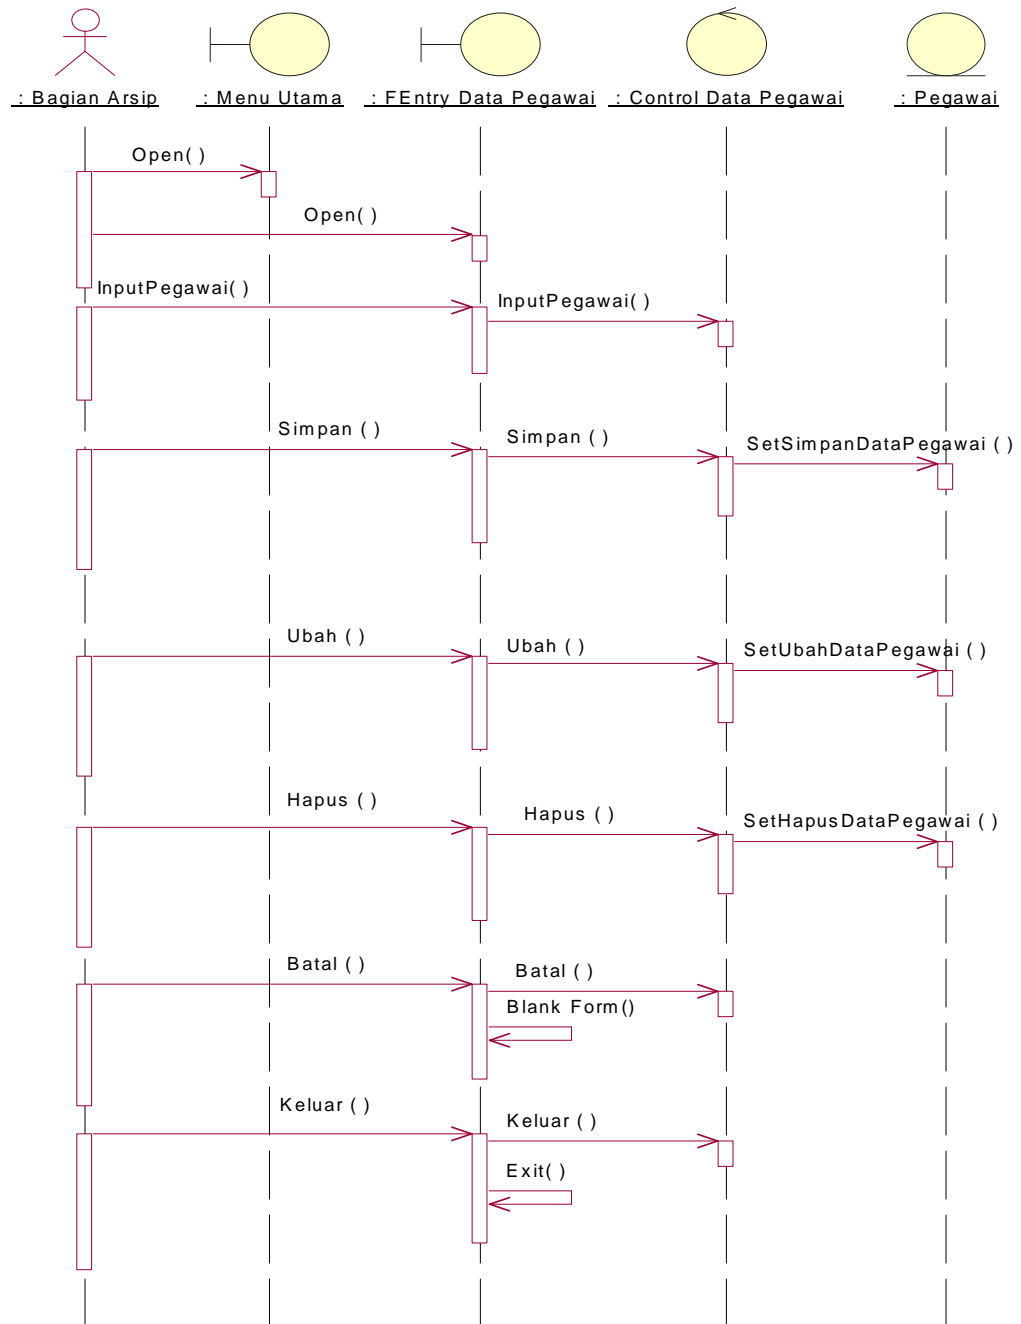 : Bagian Arsip
: Menu Utama
: FEntry Data Pegawai
: Control Data Pegawai
: Pegawai
Open( )
Open( )
InputPegawai( )
InputPegawai( )
Simpan ( )
Simpan ( )
SetSimpanDataPegawai ( )
Ubah ( )
Ubah ( )
SetUbahDataPegawai ( )
Hapus ( )
Hapus ( )
SetHapusDataPegawai ( )
Batal ( )
Batal ( )
Blank Form()
Keluar ( )
Keluar ( )
Exit( )